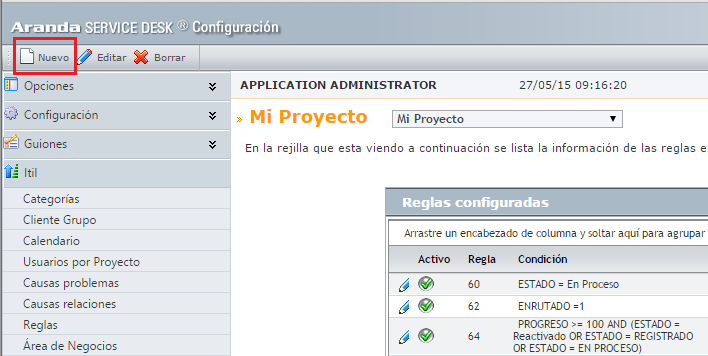 Aranda SERVICE DESK ® Configuración
Nuevo Editar Borrar
Opciones
Configuración
Guiones
Itil
Categorías
Cliente Grupo
Calendario
Usuarios por Proyecto
Causas problemas
Causas relaciones
Reglas
Área de Negocios
APPLICATION ADMINISTRATOR 27/05/15 09:16:20
» Mi Proyecto Mi Proyecto
En la rejilla que esta viendo a continuación se lista la información de las reglas
Reglas configuradas
Arrastre un encabezado de columna y soltar aquí para agrupar
Activo Regla Condición
60 ESTADO = En Proceso
62 ENRUTADO =1
64 PROGRESO >= 100 AND (ESTADO =
Reactivado OR ESTADO = REGISTRADO
OR ESTADO = EN PROCESO)